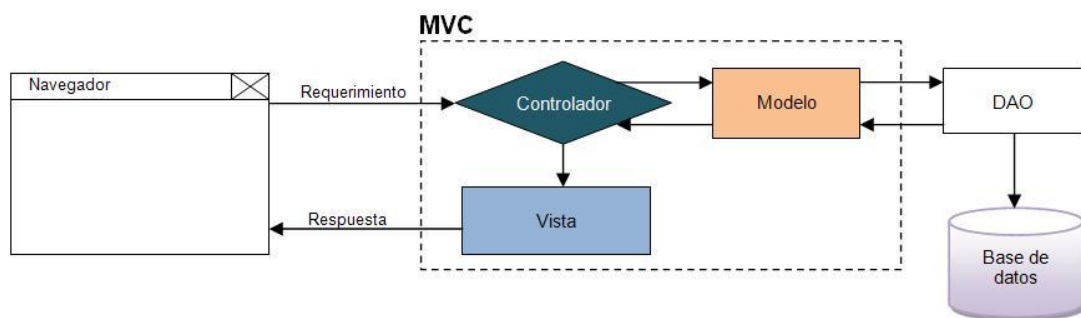 MVC
Navegador
Requerimiento
Controlador
Modelo
DAO
Respuesta
Vista
Base de
datos